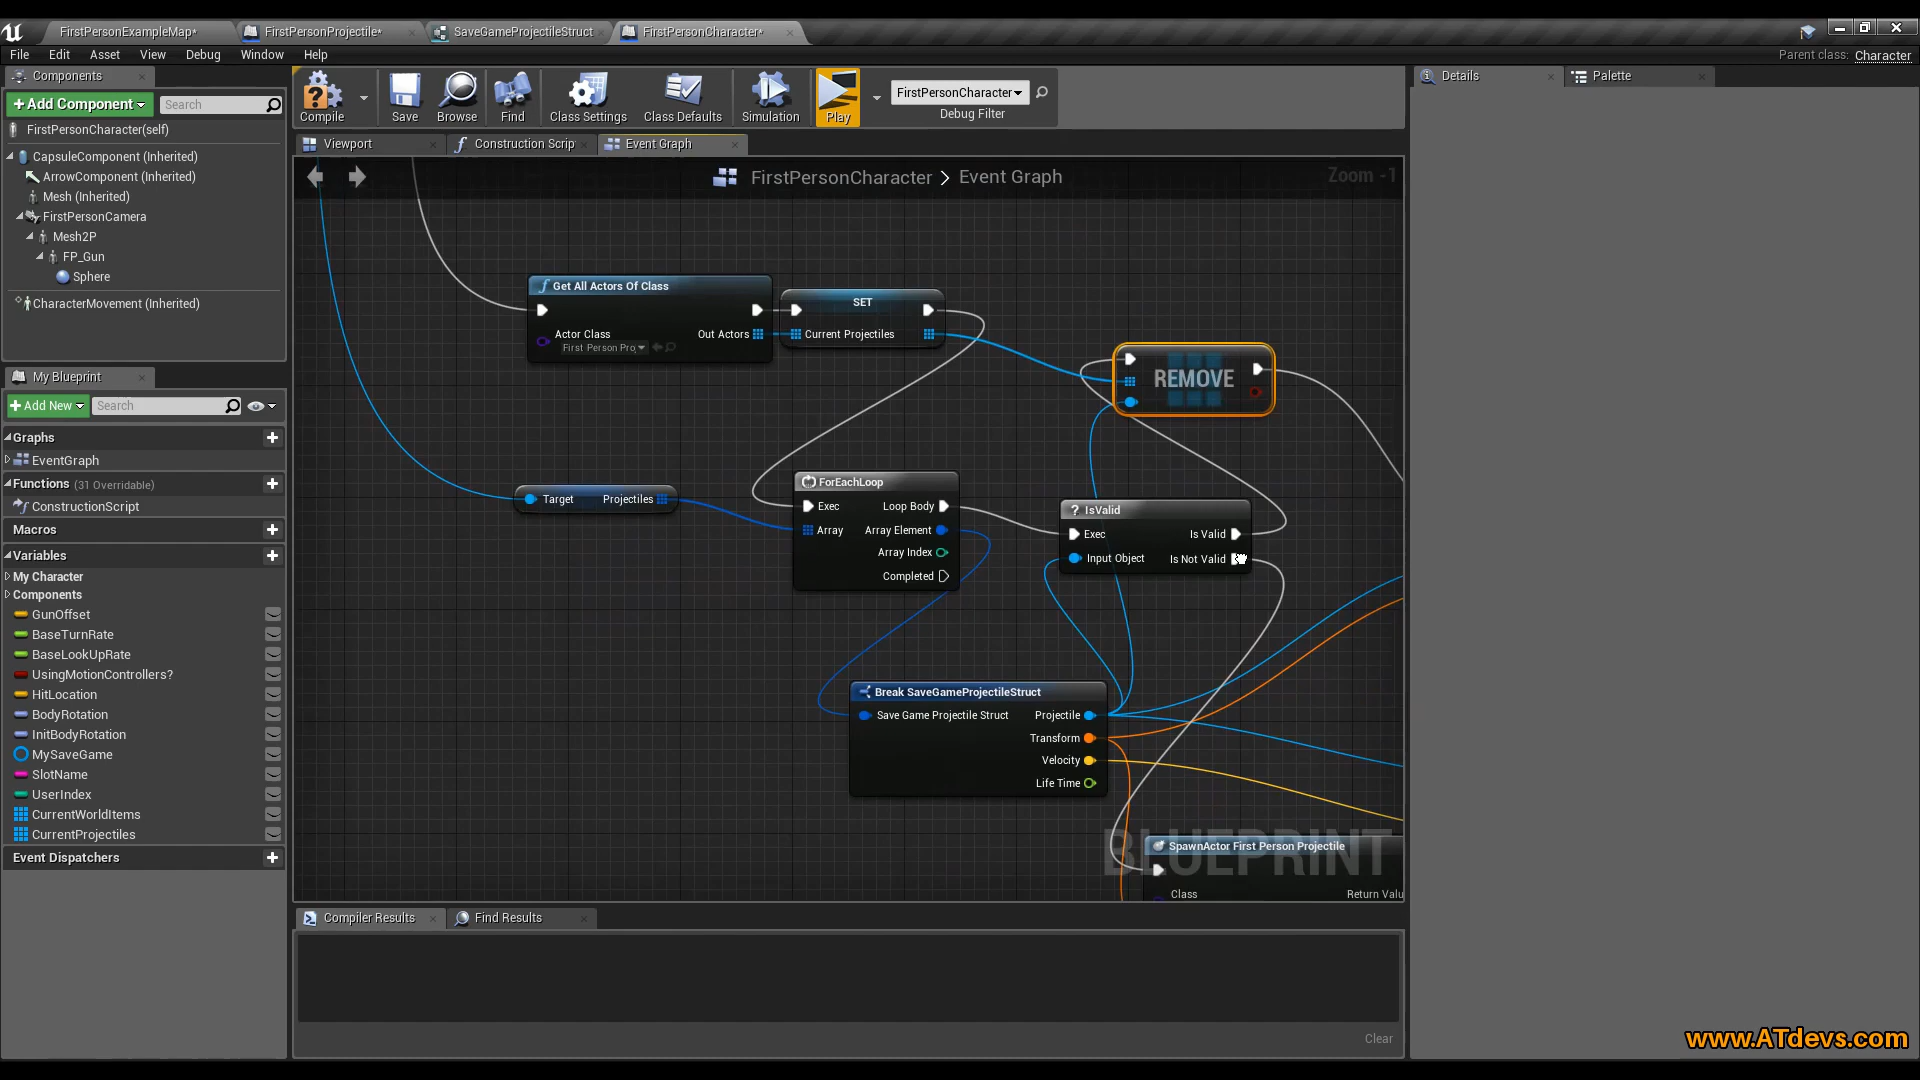 FirstPersonExampleMap*
FirstPersonProjectile*
SaveGameProjectileStruct
FirstPersonCharacter*
File Edit Asset View Debug Window Help
Parent class: Character
Components
+Add Component
Search
FirstPersonCharacter(self)
CapsuleComponent (Inherited)
ArrowComponent (Inherited)
Mesh (Inherited)
FirstPersonCamera
Mesh2P
FP_Gun
Sphere
CharacterMovement (Inherited)
My Blueprint
+Add New
Search
Graphs
EventGraph
Functions (31 Overridable)
ConstructionScript
Macros
Variables
My Character
Components
GunOffset
BaseTurnRate
BaseLookUpRate
UsingMotionControllers?
HitLocation
BodyRotation
InitBodyRotation
MySaveGame
SlotName
UserIndex
CurrentWorldItems
CurrentProjectiles
Event Dispatchers
Compile
Save
Browse
Find
Class Settings
Class Defaults
Simulation
Play
FirstPersonCharacter
Debug Filter
Viewport
Construction Scrip
Event Graph
FirstPersonCharacter > Event Graph
Zoom -1
Get All Actors Of Class
Actor Class
First Person Pro
Out Actors
SET
Current Projectiles
REMOVE
Target
Projectiles
ForEachLoop
Exec
Loop Body
Array
Array Element
Array Index
Completed
? IsValid
Exec
Is Valid
Input Object
Is Not Valid
Break SaveGameProjectileStruct
Save Game Projectile Struct
Projectile
Transform
Velocity
Life Time
BLUEPRINT
SpawnActor First Person Projectile
Class
Return Valu
Compiler Results
Find Results
Clear
Details
Palette
www.ATdevs.com